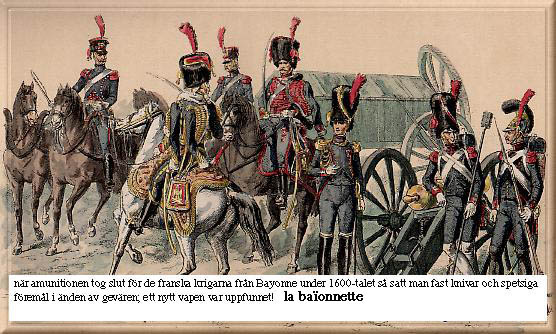 när amunitionen tog slut för de franska krigarna från Bayonne under 1600-talet så satt man fast knivar och spetsiga
föremål i änden av gevären; ett nytt vapen var uppfunnet! la baïonnette